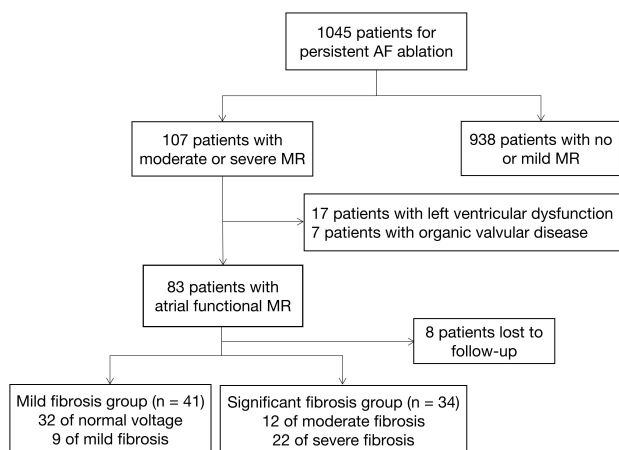 1045 patients for
persistent AF ablation
107 patients with
moderate or severe MR
938 patients with no
or mild MR
17 patients with left ventricular dysfunction
7 patients with organic valvular disease
83 patients with
atrial functional MR
8 patients lost to
follow-up
Mild fibrosis group (n = 41)
32 of normal voltage
9 of mild fibrosis
Significant fibrosis group (n = 34)
12 of moderate fibrosis
22 of severe fibrosis